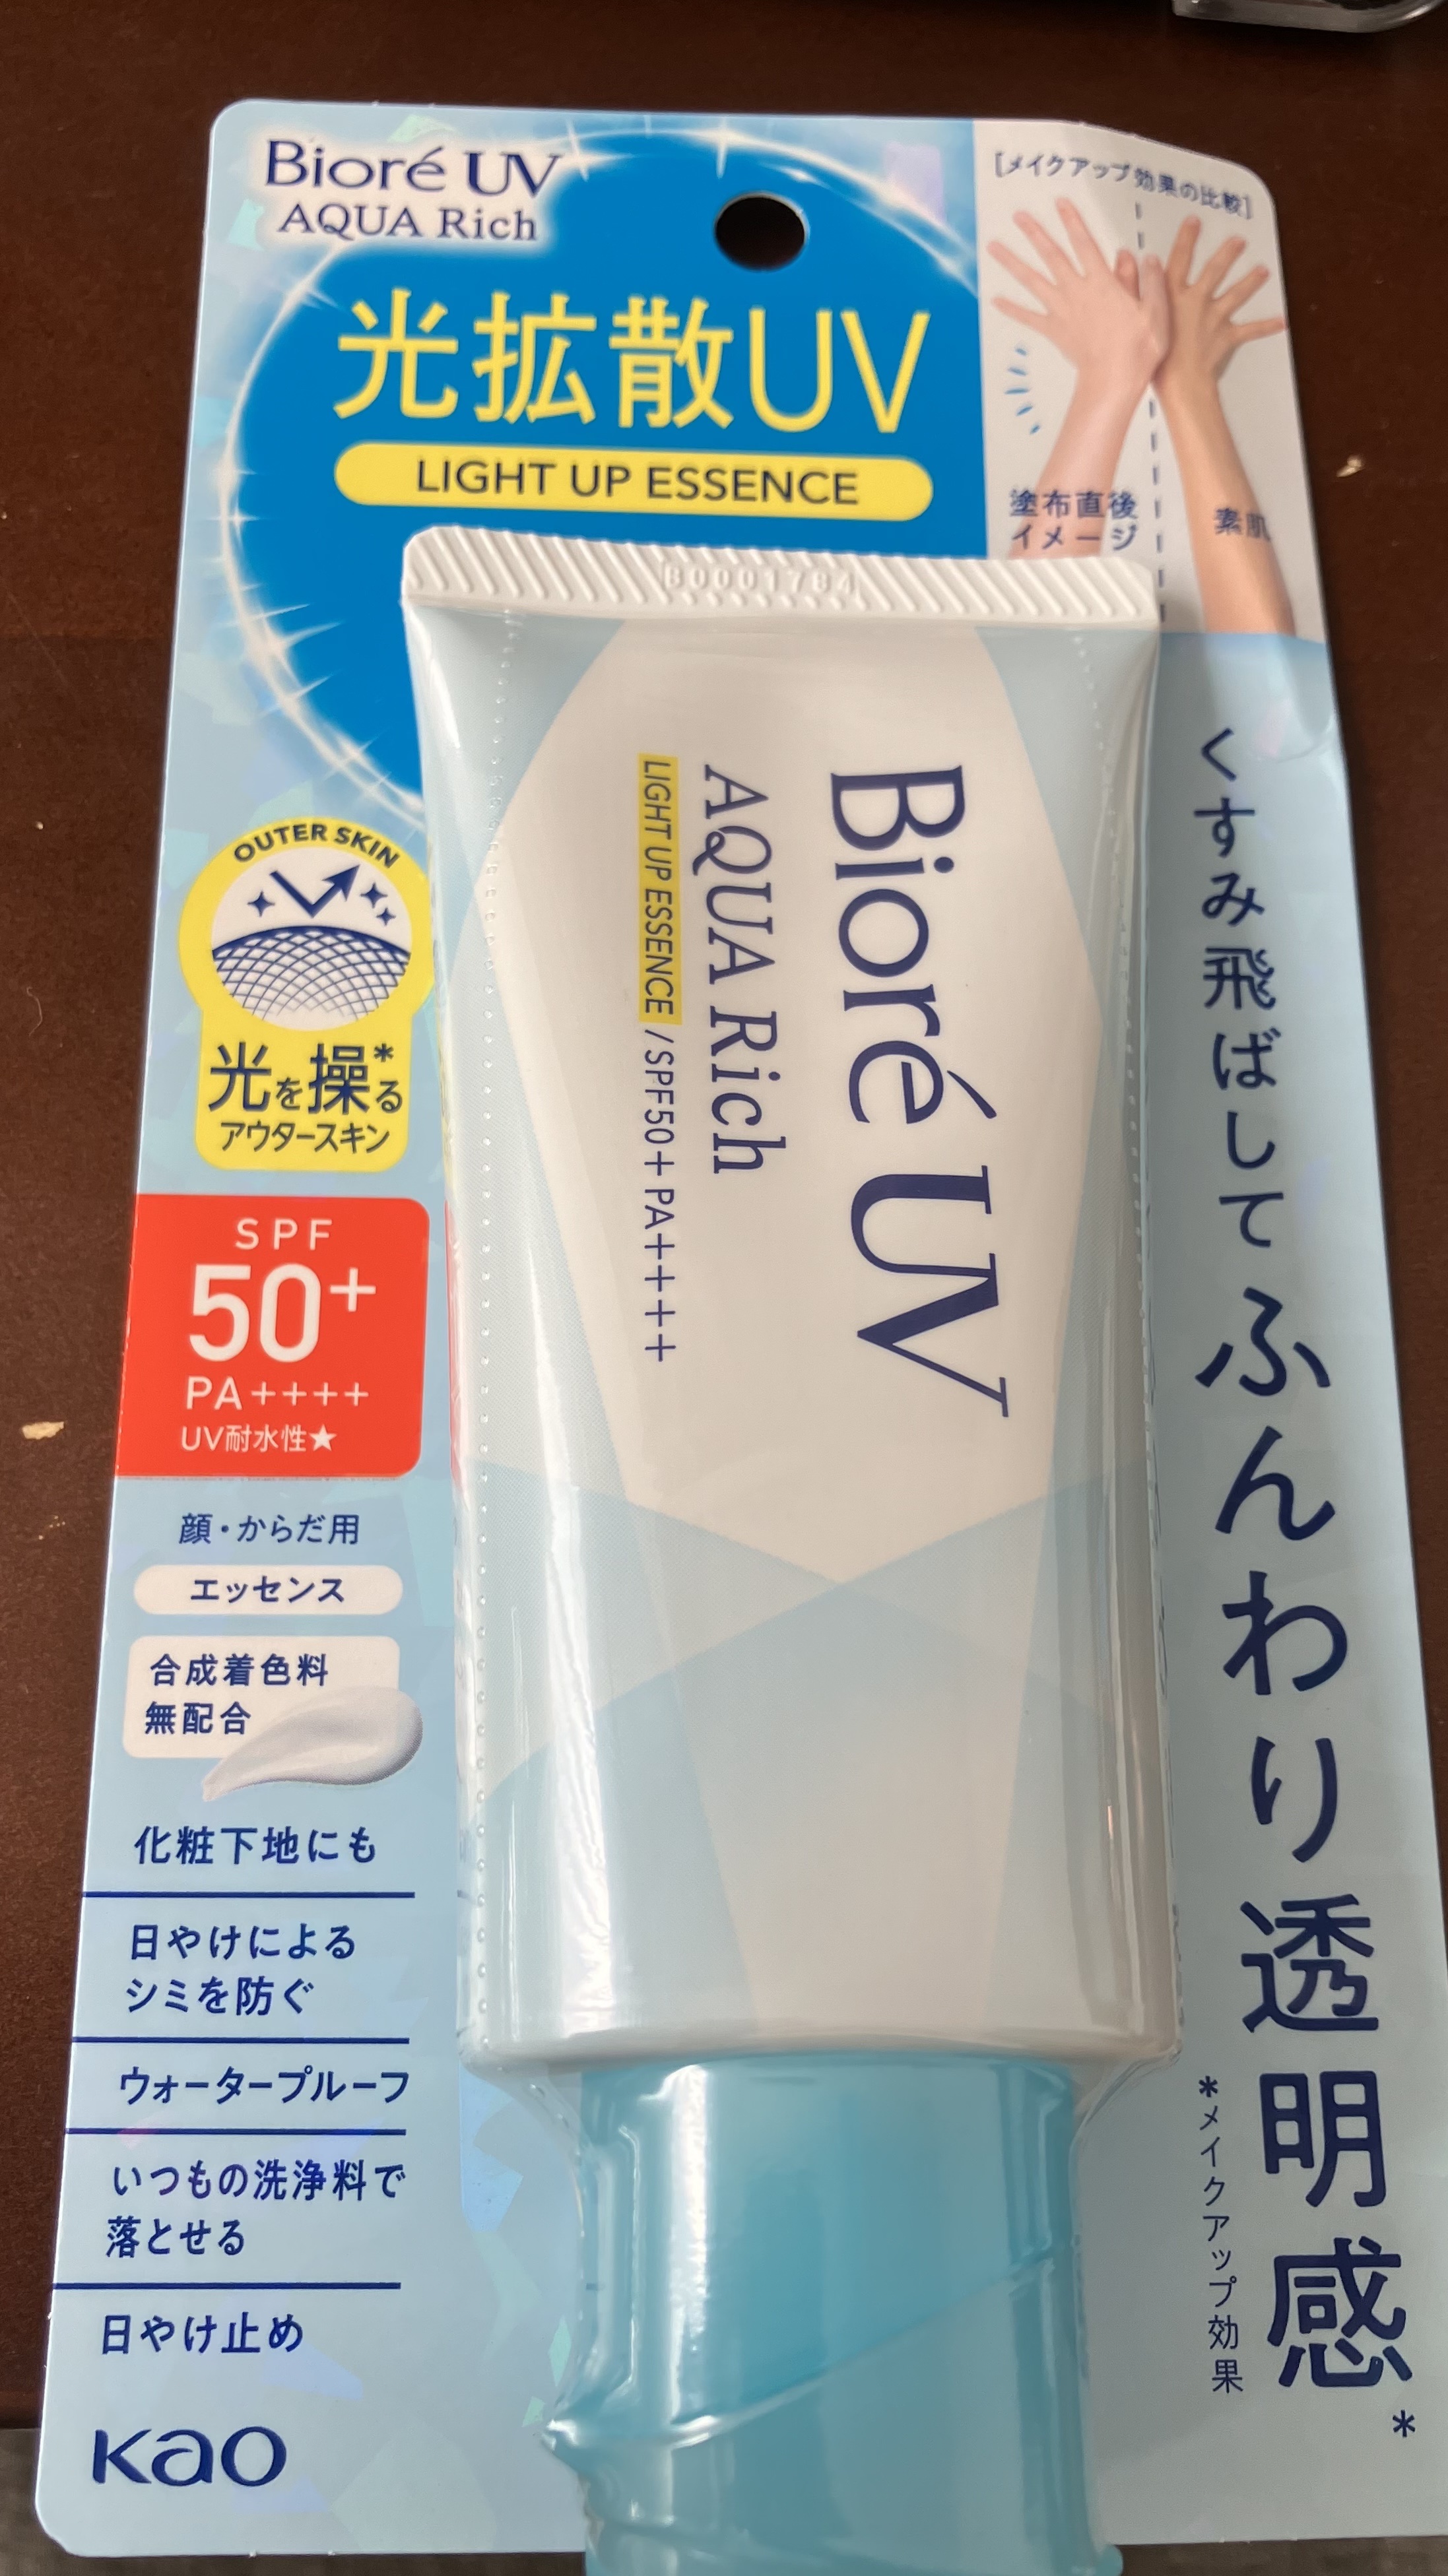 Bioré UV
AQUA Rich
光拡散UV
LIGHT UP ESSENCE
[メイクアップ効果の比較]
塗布直後
イメージ
素肌
B0001784
Bioré UV
AQUA Rich
LIGHT UP ESSENCE / SPF50+ PA++++
くすみ飛ばして
ふんわり透明感*
*メイクアップ効果
OUTER SKIN
光を操る*
アウタースキン
SPF
50+
PA++++
UV耐水性★
顔・からだ用
エッセンス
合成着色料
無配合
化粧下地にも
日やけによる
シミを防ぐ
ウォータープルーフ
いつもの洗浄料で
落とせる
日やけ止め
Kao